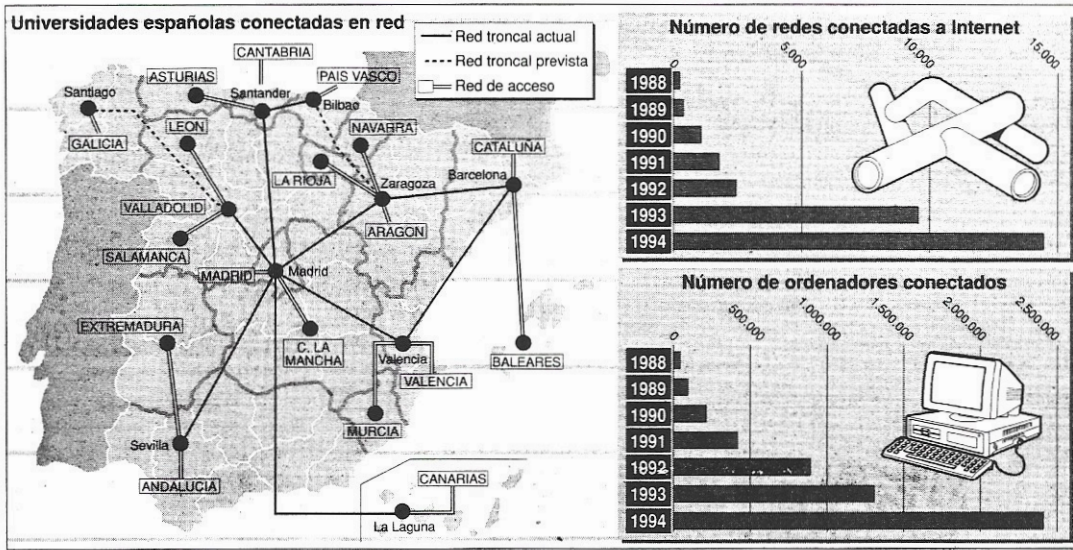 Universidades españolas conectadas en red
Red troncal actual
Red troncal prevista
Red de acceso
CANTABRIA
ASTURIAS
PAIS VASCO
Santiago
Santander
Bilbao
LEON
NAVARRA
GALICIA
CATALUÑA
LA RIOJA
Zaragoza
Barcelona
VALLADOLID
ARAGON
SALAMANCA
MADRID
Madrid
EXTREMADURA
C. LA
MANCHA
Valencia
BALEARES
VALENCIA
MURCIA
Sevilla
ANDALUCIA
CANARIAS
La Laguna
Número de redes conectadas a Internet
0
5.000
10.000
15.000
1988
1989
1990
1991
1992
1993
1994
Número de ordenadores conectados
0
500.000
1.000.000
1.500.000
2.000.000
2.500.000
1988
1989
1990
1991
1992
1993
1994